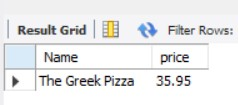 Result Grid Filter Rows:
Name price
The Greek Pizza 35.95